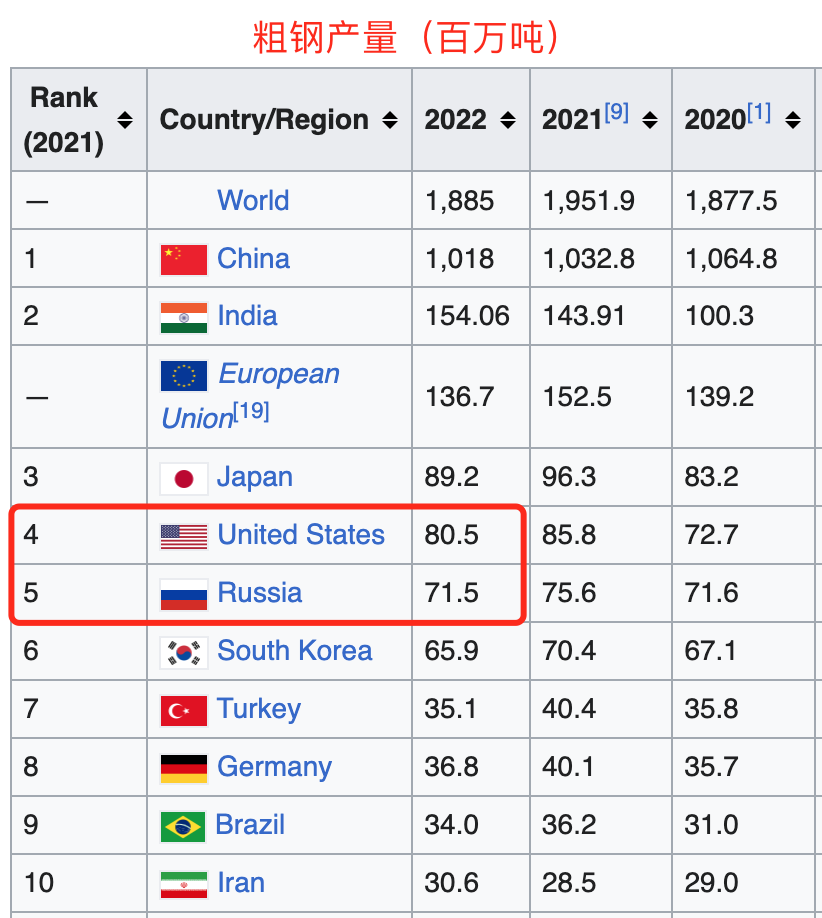 粗钢产量（百万吨）
Rank (2021) Country/Region 2022 2021[9] 2020[1]
— World 1,885 1,951.9 1,877.5
1 China 1,018 1,032.8 1,064.8
2 India 154.06 143.91 100.3
— European Union[19] 136.7 152.5 139.2
3 Japan 89.2 96.3 83.2
4 United States 80.5 85.8 72.7
5 Russia 71.5 75.6 71.6
6 South Korea 65.9 70.4 67.1
7 Turkey 35.1 40.4 35.8
8 Germany 36.8 40.1 35.7
9 Brazil 34.0 36.2 31.0
10 Iran 30.6 28.5 29.0